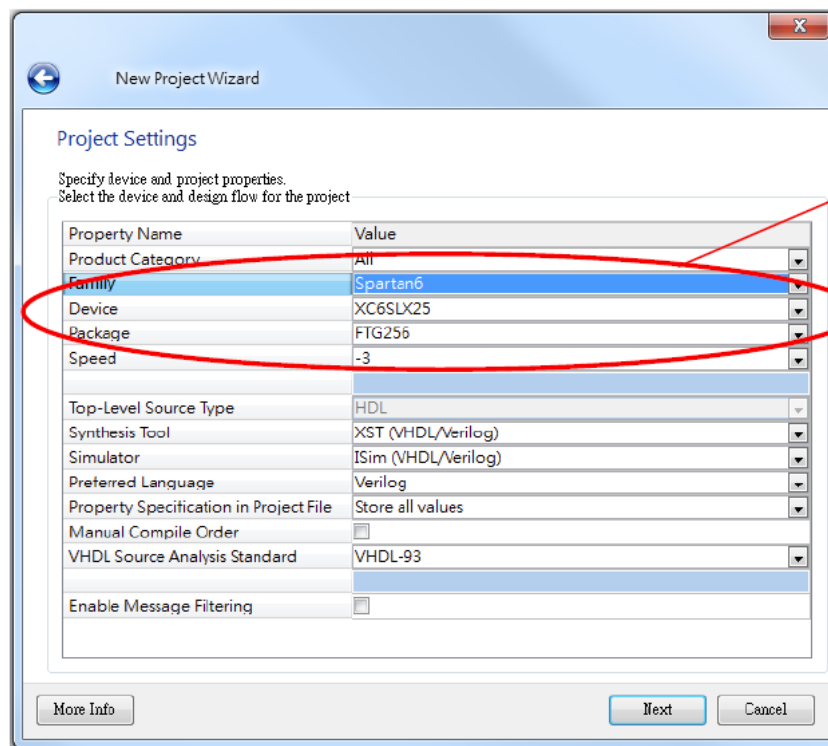 New Project Wizard
Project Settings
Specify device and project properties.
Select the device and design flow for the project
Property Name Value
Product Category All
Family Spartan6
Device XC6SLX25
Package FTG256
Speed -3
Top-Level Source Type HDL
Synthesis Tool XST (VHDL/Verilog)
Simulator ISim (VHDL/Verilog)
Preferred Language Verilog
Property Specification in Project File Store all values
Manual Compile Order
VHDL Source Analysis Standard VHDL-93
Enable Message Filtering
More Info Next Cancel